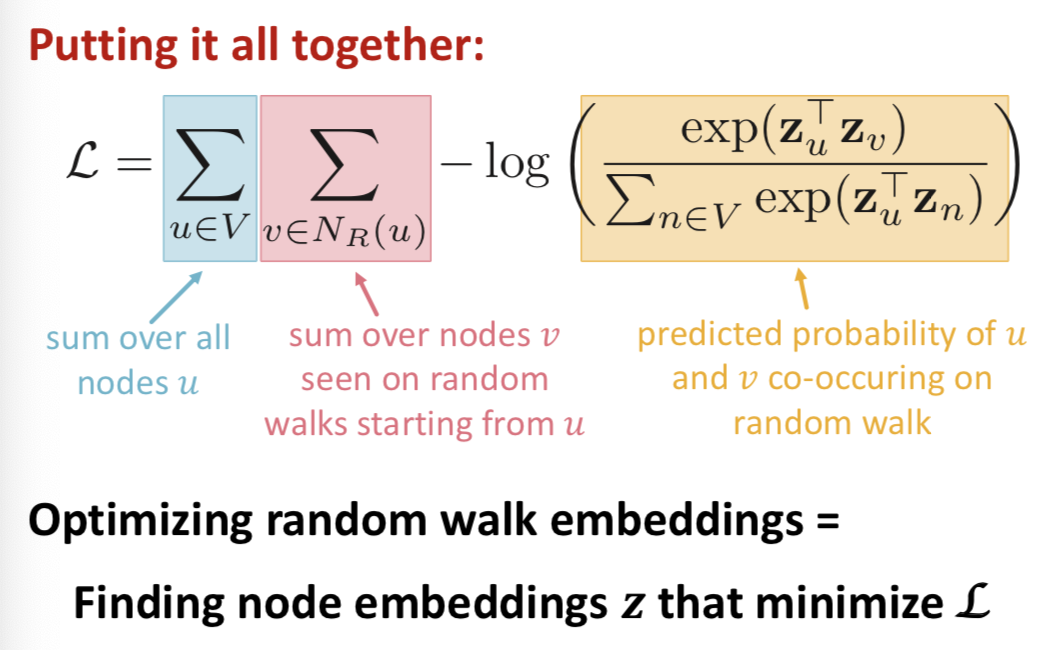 Putting it all together:
$\mathcal{L} = \sum_{u \in V} \sum_{v \in N_R(u)} -\log\left(\frac{\exp(\mathbf{z}_u^\top \mathbf{z}_v)}{\sum_{n \in V} \exp(\mathbf{z}_u^\top \mathbf{z}_n)}\right)$
sum over all
nodes $u$
sum over nodes $v$
seen on random
walks starting from $u$
predicted probability of $u$
and $v$ co-occuring on
random walk
Optimizing random walk embeddings =
Finding node embeddings $\mathbf{z}$ that minimize $\mathcal{L}$